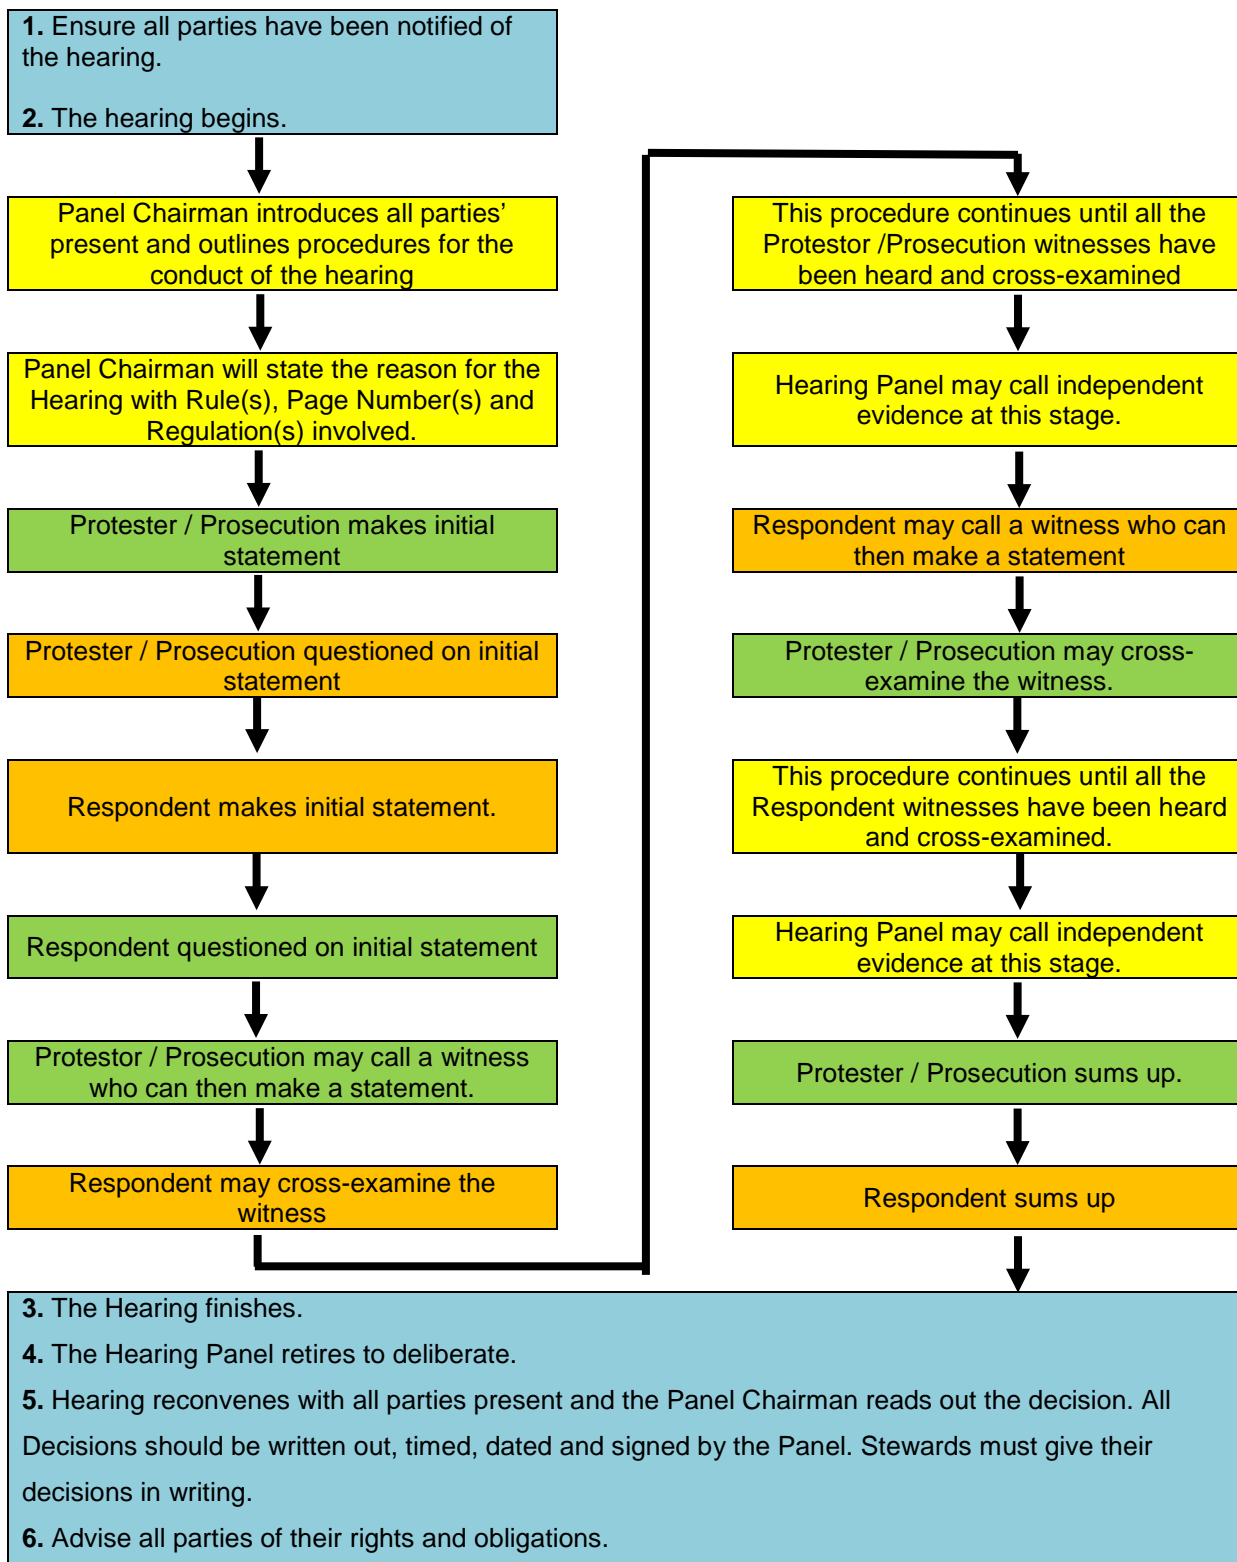 1. Ensure all parties have been notified of
the hearing.
2. The hearing begins.
Panel Chairman introduces all parties’
present and outlines procedures for the
conduct of the hearing
Panel Chairman will state the reason for the
Hearing with Rule(s), Page Number(s) and
Regulation(s) involved.
Protester / Prosecution makes initial
statement
Protester / Prosecution questioned on initial
statement
Respondent makes initial statement.
Respondent questioned on initial statement
Protestor / Prosecution may call a witness
who can then make a statement.
Respondent may cross-examine the
witness
This procedure continues until all the
Protestor /Prosecution witnesses have
been heard and cross-examined
Hearing Panel may call independent
evidence at this stage.
Respondent may call a witness who can
then make a statement
Protester / Prosecution may cross-
examine the witness.
This procedure continues until all the
Respondent witnesses have been heard
and cross-examined.
Hearing Panel may call independent
evidence at this stage.
Protester / Prosecution sums up.
Respondent sums up
3. The Hearing finishes.
4. The Hearing Panel retires to deliberate.
5. Hearing reconvenes with all parties present and the Panel Chairman reads out the decision. All
Decisions should be written out, timed, dated and signed by the Panel. Stewards must give their
decisions in writing.
6. Advise all parties of their rights and obligations.